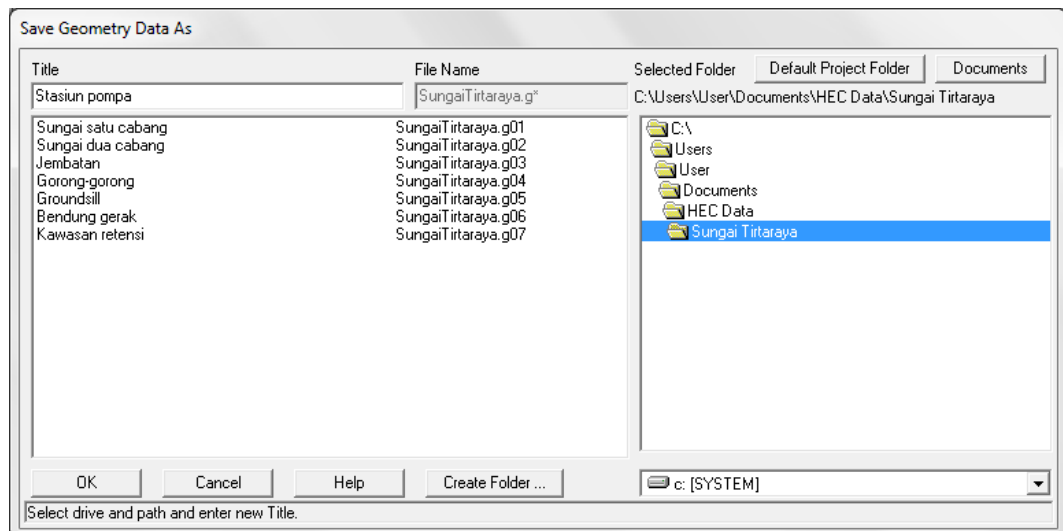 Save Geometry Data As
Title File Name Selected Folder Default Project Folder Documents
Stasiun pompa SungaiTirtaraya.g* C:\Users\User\Documents\HEC Data\Sungai Tirtaraya
Sungai satu cabang SungaiTirtaraya.g01
Sungai dua cabang SungaiTirtaraya.g02
Jembatan SungaiTirtaraya.g03
Gorong-gorong SungaiTirtaraya.g04
Groundsill SungaiTirtaraya.g05
Bendung gerak SungaiTirtaraya.g06
Kawasan retensi SungaiTirtaraya.g07
C:\
Users
User
Documents
HEC Data
Sungai Tirtaraya
OK Cancel Help Create Folder ... c: [SYSTEM]
Select drive and path and enter new Title.